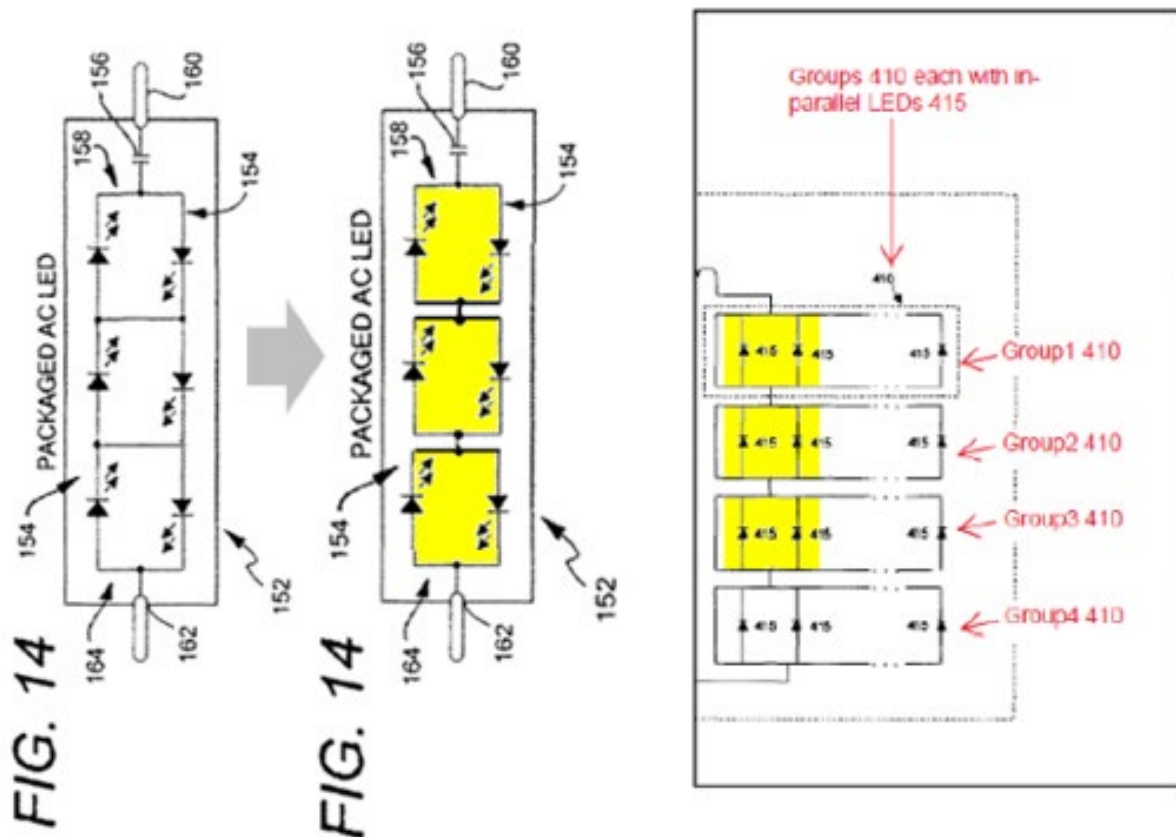 FIG. 14
PACKAGED AC LED
154
158
156
160
154
164
162
152
FIG. 14
PACKAGED AC LED
154
158
156
160
154
164
162
152
Groups 410 each with in-
parallel LEDs 415
410
415 415 415
Group1 410
415 415 415
Group2 410
415 415 415
Group3 410
415 415 415
Group4 410